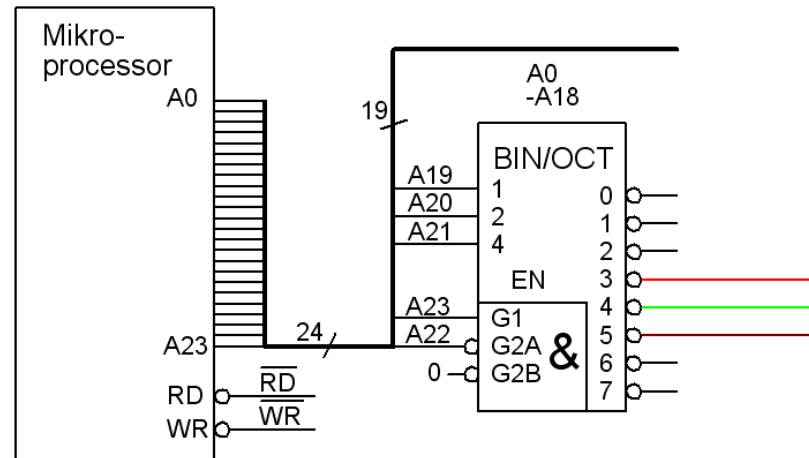 Mikro-
processor
A0
A23
RD
WR
RD
WR
24
19
A0
-A18
A19
A20
A21
A23
A22
0
BIN/OCT
1
2
4
EN
G1
G2A
G2B
&
0
1
2
3
4
5
6
7